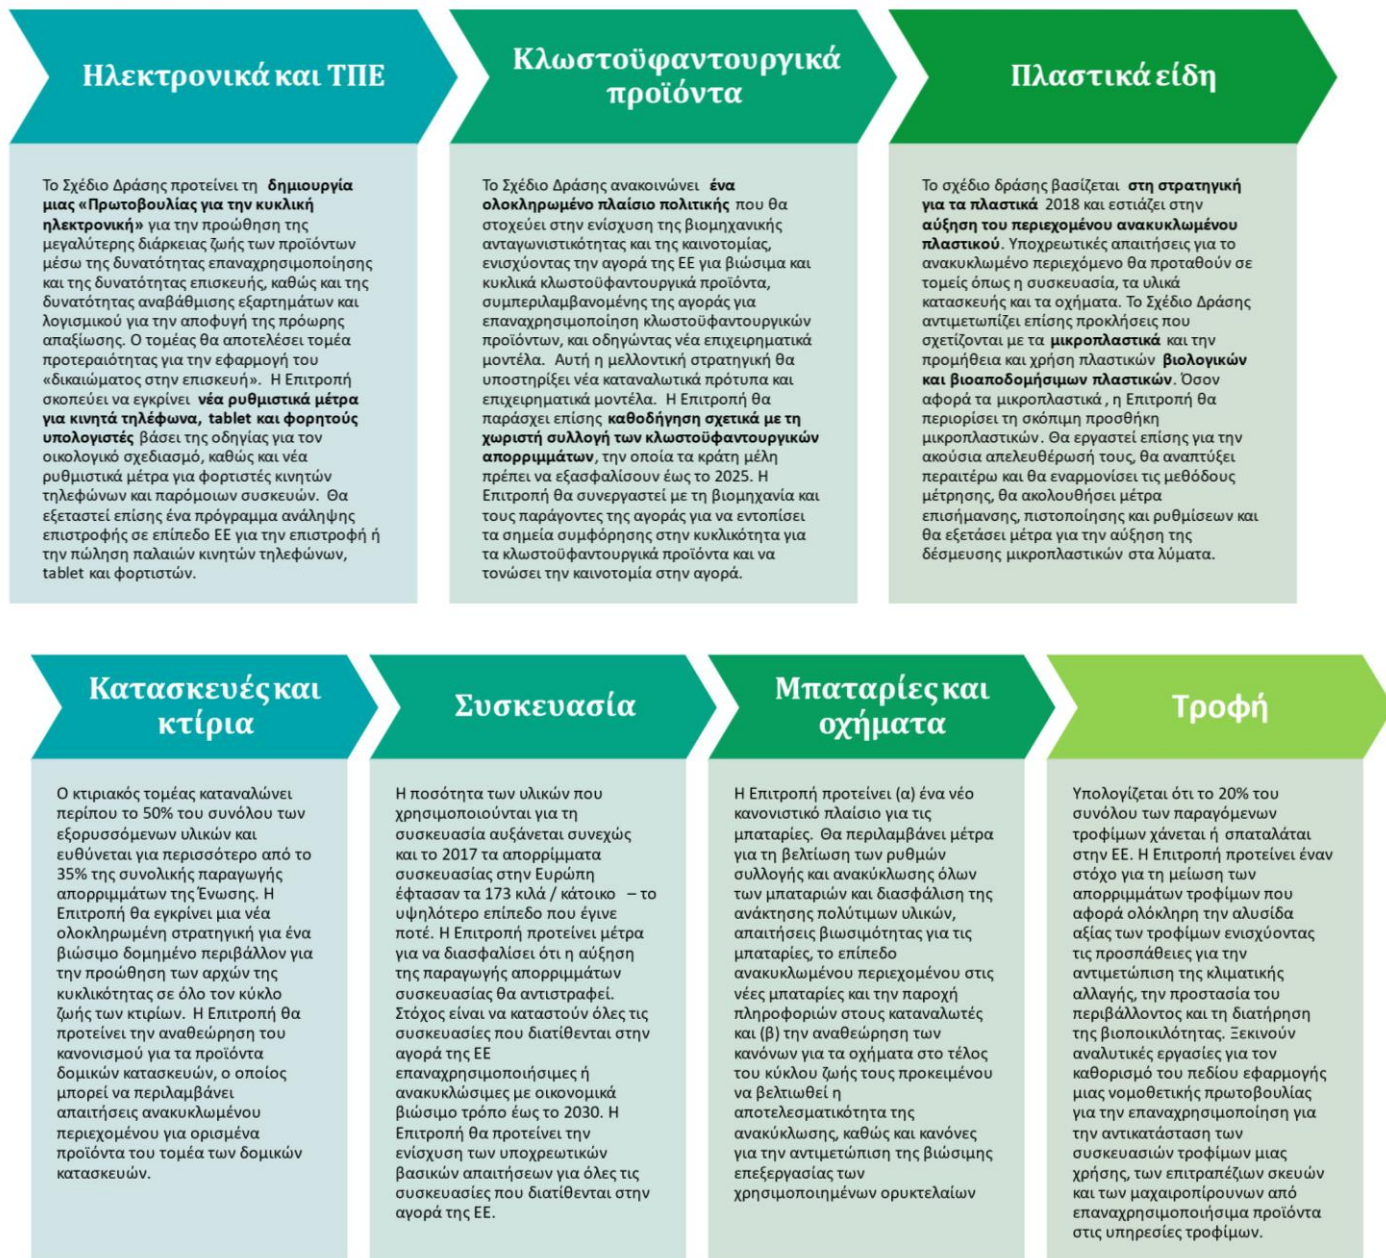 Ηλεκτρονικά και ΤΠΕ
Το Σχέδιο Δράσης προτείνει τη δημιουργία
μιας «Πρωτοβουλίας για την κυκλική
ηλεκτρονική» για την προώθηση της
μεγαλύτερης διάρκειας ζωής των προϊόντων
μέσω της δυνατότητας επαναχρησιμοποίησης
και της δυνατότητας επισκευής, καθώς και της
δυνατότητας αναβάθμισης εξαρτημάτων και
λογισμικού για την αποφυγή της πρόωρης
απαξίωσης. Ο τομέας θα αποτελέσει τομέα
προτεραιότητας για την εφαρμογή του
«δικαιώματος στην επισκευή». Η Επιτροπή
σκοπεύει να εγκρίνει νέα ρυθμιστικά μέτρα
για κινητά τηλέφωνα, tablet και φορητούς
υπολογιστές βάσει της οδηγίας για τον
οικολογικό σχεδιασμό, καθώς και νέα
ρυθμιστικά μέτρα για φορτιστές κινητών
τηλεφώνων και παρόμοιων συσκευών. Θα
εξεταστεί επίσης ένα πρόγραμμα ανάληψης
επιστροφής σε επίπεδο ΕΕ για την επιστροφή ή
την πώληση παλαιών κινητών τηλεφώνων,
tablet και φορτιστών.
Κλωστοϋφαντουργικά
προϊόντα
Το Σχέδιο Δράσης ανακοινώνει ένα
ολοκληρωμένο πλαίσιο πολιτικής που θα
στοχεύει στην ενίσχυση της βιομηχανικής
ανταγωνιστικότητας και της καινοτομίας,
ενισχύοντας την αγορά της ΕΕ για βιώσιμα και
κυκλικά κλωστοϋφαντουργικά προϊόντα,
συμπεριλαμβανομένης της αγοράς για
επαναχρησιμοποίηση κλωστοϋφαντουργικών
προϊόντων, και οδηγώντας νέα επιχειρηματικά
μοντέλα. Αυτή η μελλοντική στρατηγική θα
υποστηρίξει νέα καταναλωτικά πρότυπα και
επιχειρηματικά μοντέλα. Η Επιτροπή θα
παράσχει επίσης καθοδήγηση σχετικά με τη
χωριστή συλλογή των κλωστοϋφαντουργικών
απορριμμάτων, την οποία τα κράτη μέλη
πρέπει να εξασφαλίσουν έως το 2025. Η
Επιτροπή θα συνεργαστεί με τη βιομηχανία και
τους παράγοντες της αγοράς για να εντοπίσει
τα σημεία συμφόρησης στην κυκλικότητα για
τα κλωστοϋφαντουργικά προϊόντα και να
τονώσει την καινοτομία στην αγορά.
Πλαστικά είδη
Το σχέδιο δράσης βασίζεται στη στρατηγική
για τα πλαστικά 2018 και εστιάζει στην
αύξηση του περιεχομένου ανακυκλωμένου
πλαστικού. Υποχρεωτικές απαιτήσεις για το
ανακυκλωμένο περιεχόμενο θα προταθούν σε
τομείς όπως η συσκευασία, τα υλικά
κατασκευής και τα οχήματα. Το Σχέδιο Δράσης
αντιμετωπίζει επίσης προκλήσεις που
σχετίζονται με τα μικροπλαστικά και την
προμήθεια και χρήση πλαστικών βιολογικών
και βιοαποδομήσιμων πλαστικών. Όσον
αφορά τα μικροπλαστικά, η Επιτροπή θα
περιορίσει τη σκόπιμη προσθήκη
μικροπλαστικών. Θα εργαστεί επίσης για την
ακούσια απελευθέρωσή τους, θα αναπτύξει
περαιτέρω και θα εναρμονίσει τις μεθόδους
μέτρησης, θα ακολουθήσει μέτρα
επισήμανσης, πιστοποίησης και ρυθμίσεων και
θα εξετάσει μέτρα για την αύξηση της
δέσμευσης μικροπλαστικών στα λύματα.
Κατασκευές και
κτίρια
Ο κτιριακός τομέας καταναλώνει
περίπου το 50% του συνόλου των
εξορυσσόμενων υλικών και
ευθύνεται για περισσότερο από το
35% της συνολικής παραγωγής
απορριμμάτων της Ένωσης. Η
Επιτροπή θα εγκρίνει μια νέα
ολοκληρωμένη στρατηγική για ένα
βιώσιμο δομημένο περιβάλλον για
την προώθηση των αρχών της
κυκλικότητας σε όλο τον κύκλο
ζωής των κτιρίων. Η Επιτροπή θα
προτείνει την αναθεώρηση του
κανονισμού για τα προϊόντα
δομικών κατασκευών, ο οποίος
μπορεί να περιλαμβάνει
απαιτήσεις ανακυκλωμένου
περιεχομένου για ορισμένα
προϊόντα του τομέα των δομικών
κατασκευών.
Συσκευασία
Η ποσότητα των υλικών που
χρησιμοποιούνται για τη
συσκευασία αυξάνεται συνεχώς
και το 2017 τα απορρίμματα
συσκευασίας στην Ευρώπη
έφτασαν τα 173 κιλά / κάτοικο – το
υψηλότερο επίπεδο που έγινε
ποτέ. Η Επιτροπή προτείνει μέτρα
για να διασφαλίσει ότι η αύξηση
της παραγωγής απορριμμάτων
συσκευασίας θα αντιστραφεί.
Στόχος είναι να καταστούν όλες τις
συσκευασίες που διατίθενται στην
αγορά της ΕΕ
επαναχρησιμοποιήσιμες ή
ανακυκλώσιμες με οικονομικά
βιώσιμο τρόπο έως το 2030. Η
Επιτροπή θα προτείνει την
ενίσχυση των υποχρεωτικών
βασικών απαιτήσεων για όλες τις
συσκευασίες που διατίθενται στην
αγορά της ΕΕ.
Μπαταρίες και
οχήματα
Η Επιτροπή προτείνει (α) ένα νέο
κανονιστικό πλαίσιο για τις
μπαταρίες. Θα περιλαμβάνει μέτρα
για τη βελτίωση των ρυθμών
συλλογής και ανακύκλωσης όλων
των μπαταριών και διασφάλιση της
ανάκτησης πολύτιμων υλικών,
απαιτήσεις βιωσιμότητας για τις
μπαταρίες, το επίπεδο
ανακυκλωμένου περιεχομένου στις
νέες μπαταρίες και την παροχή
πληροφοριών στους καταναλωτές
και (β) την αναθεώρηση των
κανόνων για τα οχήματα στο τέλος
του κύκλου ζωής τους προκειμένου
να βελτιωθεί η
αποτελεσματικότητα της
ανακύκλωσης, καθώς και κανόνες
για την αντιμετώπιση της βιώσιμης
επεξεργασίας των
χρησιμοποιημένων ορυκτελαίων
Τροφή
Υπολογίζεται ότι το 20% του
συνόλου των παραγόμενων
τροφίμων χάνεται ή σπαταλάται
στην ΕΕ. Η Επιτροπή προτείνει έναν
στόχο για τη μείωση των
απορριμμάτων τροφίμων που
αφορά ολόκληρη την αλυσίδα
αξίας των τροφίμων ενισχύοντας
τις προσπάθειες για την
αντιμετώπιση της κλιματικής
αλλαγής, την προστασία του
περιβάλλοντος και τη διατήρηση
της βιοποικιλότητας. Ξεκινούν
αναλυτικές εργασίες για τον
καθορισμό του πεδίου εφαρμογής
μιας νομοθετικής πρωτοβουλίας
για την επαναχρησιμοποίηση για
την αντικατάσταση των
συσκευασιών τροφίμων μιας
χρήσης, των επιτραπέζιων σκευών
και των μαχαιροπίρουνων από
επαναχρησιμοποιήσιμα προϊόντα
στις υπηρεσίες τροφίμων.